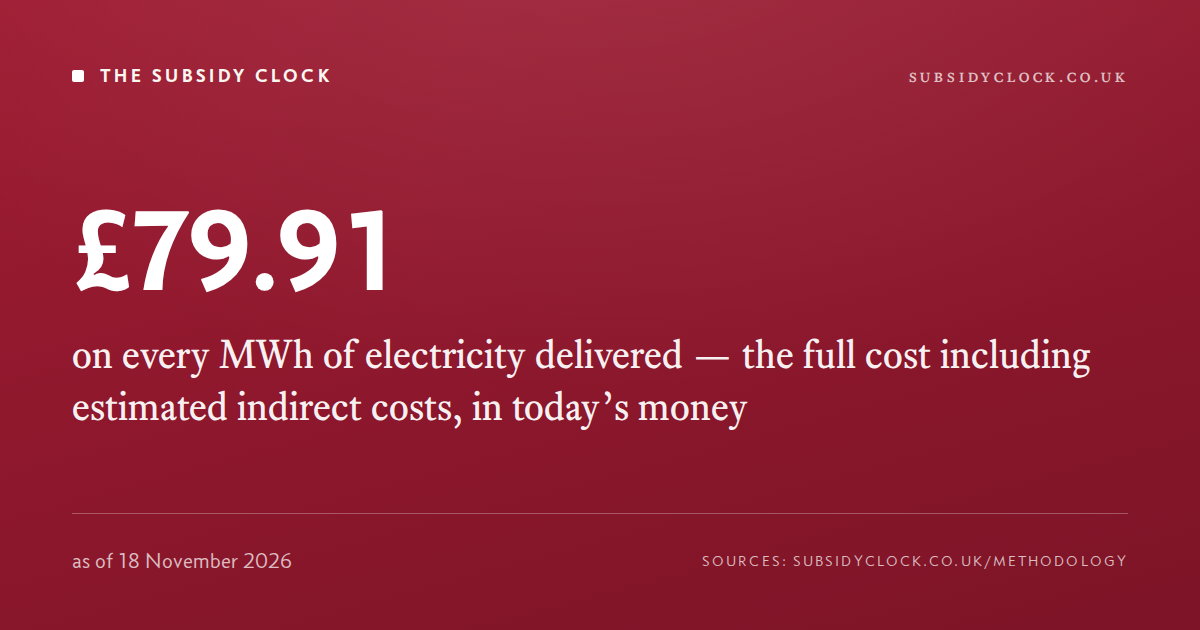 THE SUBSIDY CLOCK
SUBSIDYCLOCK.CO.UK
£79.91
on every MWh of electricity delivered — the full cost including
estimated indirect costs, in today’s money
as of 18 November 2026
SOURCES: SUBSIDYCLOCK.CO.UK/METHODOLOGY